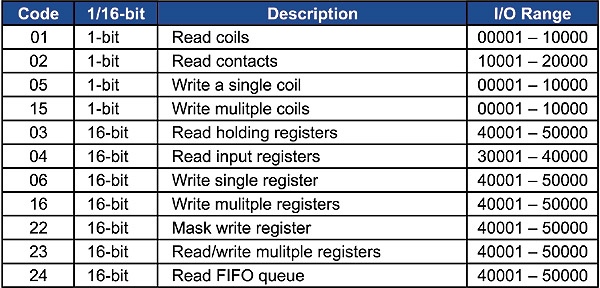 Code 1/16-bit Description I/O Range
01 1-bit Read coils 00001 – 10000
02 1-bit Read contacts 10001 – 20000
05 1-bit Write a single coil 00001 – 10000
15 1-bit Write mulitple coils 00001 – 10000
03 16-bit Read holding registers 40001 – 50000
04 16-bit Read input registers 30001 – 40000
06 16-bit Write single register 40001 – 50000
16 16-bit Write mulitple registers 40001 – 50000
22 16-bit Mask write register 40001 – 50000
23 16-bit Read/write mulitple registers 40001 – 50000
24 16-bit Read FIFO queue 40001 – 50000